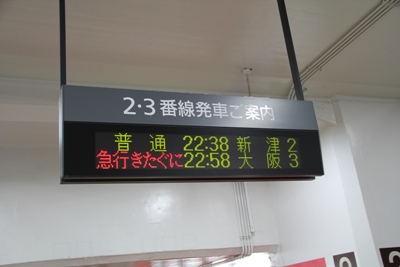 2・3番線発車ご案内
普通 22:38 新津 2
急行きたぐに 22:58 大阪 3
2